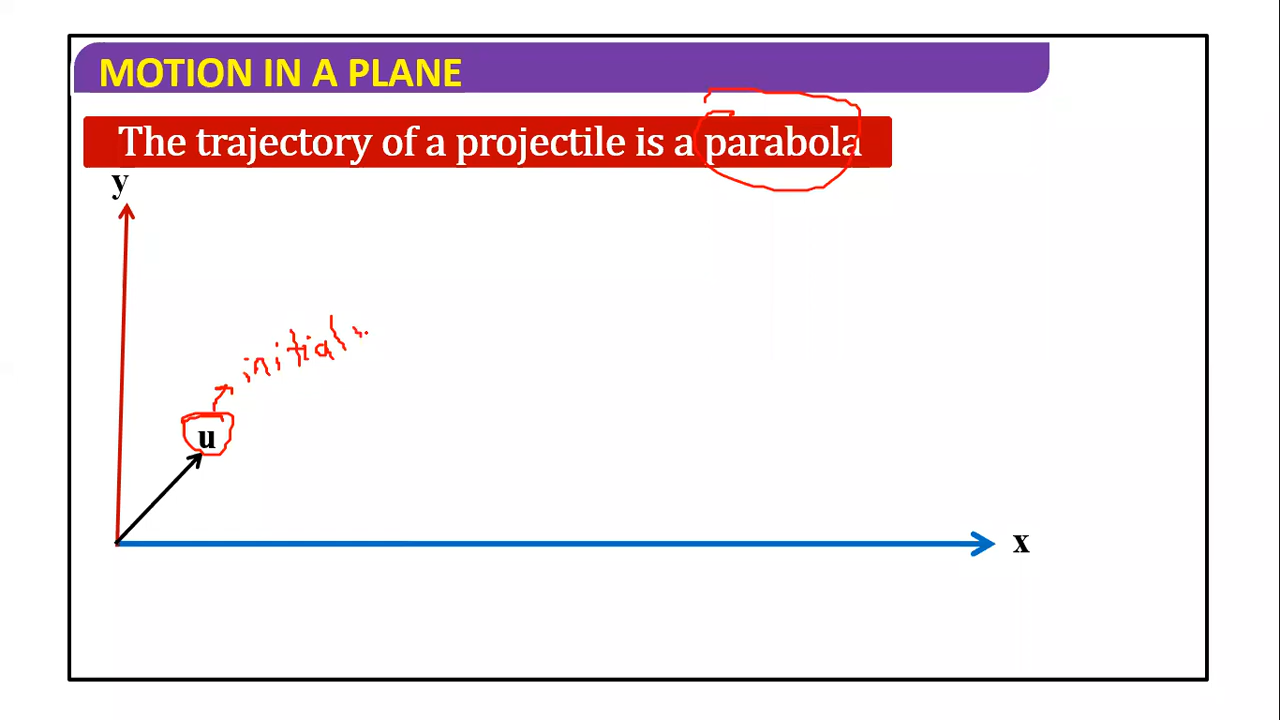 MOTION IN A PLANE
The trajectory of a projectile is a parabola
y
initial
u
x